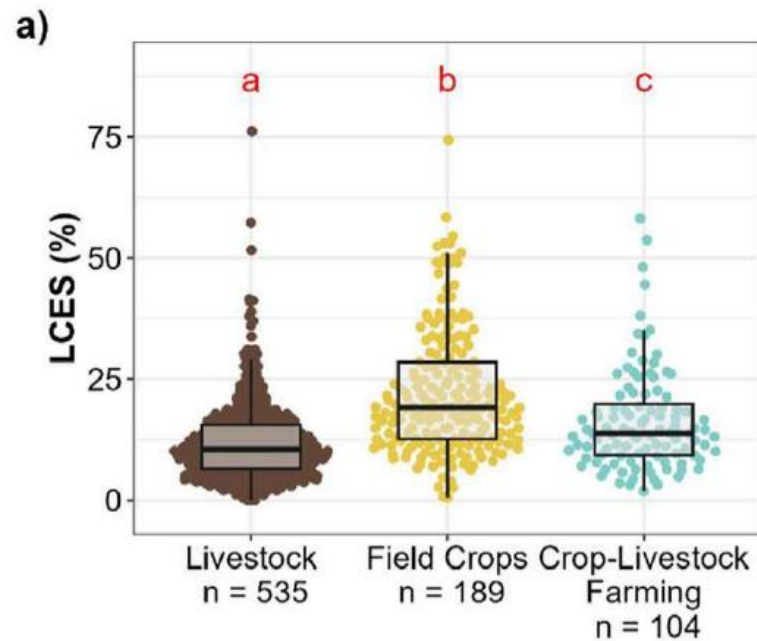 a)
a b c
75
50
25
0
LCES (%)
Livestock Field Crops Crop-Livestock
n = 535 n = 189 Farming
n = 104